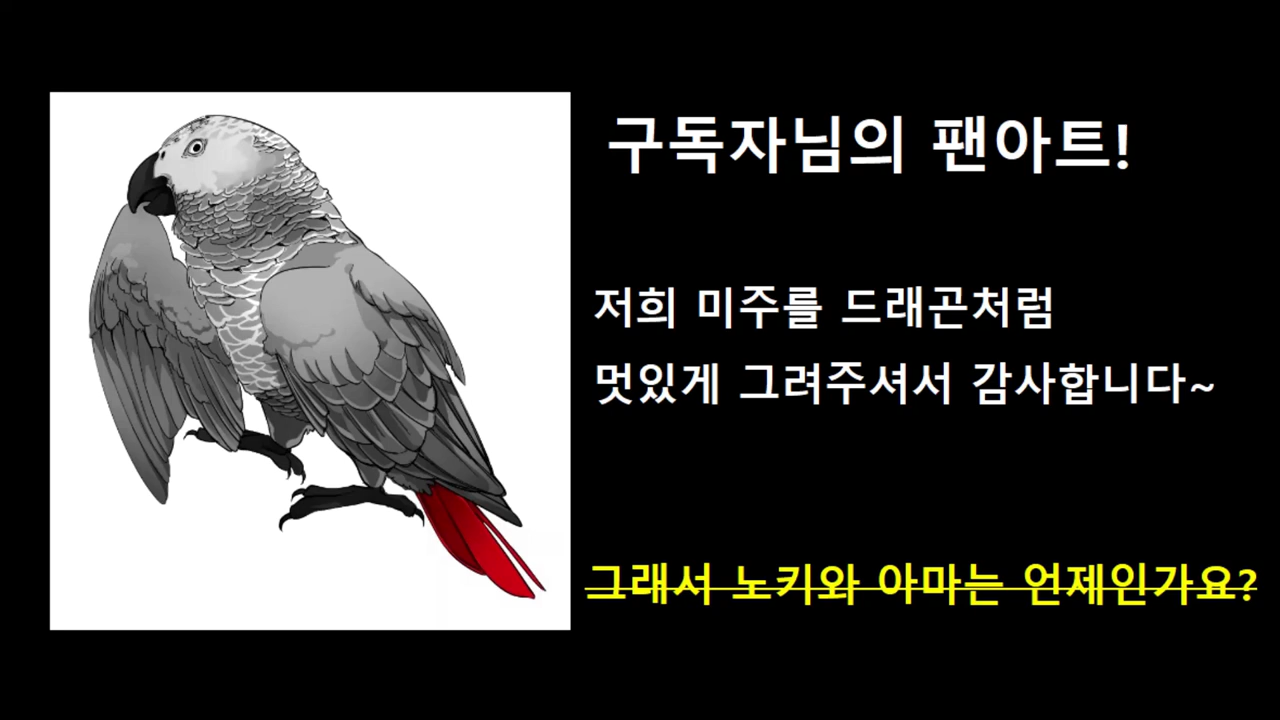 구독자님의 팬아트!
저희 미주를 드래곤처럼
멋있게 그려주셔서 감사합니다~
그래서 노키와 아마는 언제인가요?